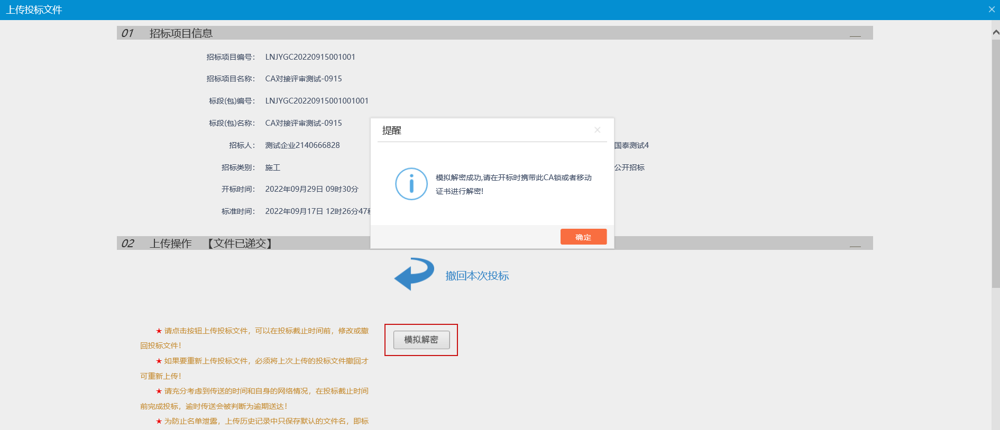 上传投标文件
01 招标项目信息
招标项目编号： LNJYGC20220915001001
招标项目名称： CA对接评审测试-0915
标段(包)编号： LNJYGC20220915001001001
标段(包)名称： CA对接评审测试-0915
招标人： 测试企业2140666828 国泰测试4
招标类别： 施工 公开招标
开标时间： 2022年09月29日 09时30分
标准时间： 2022年09月17日 12时26分47
提醒
模拟解密成功,请在开标时携带此CA锁或者移动
证书进行解密!
确定
02 上传操作 【文件已递交】
撤回本次投标
★ 请点击按钮上传投标文件，可以在投标截止时间前，修改或撤
回投标文件！
★ 如果要重新上传投标文件，必须将上次上传的投标文件撤回才
可重新上传！
★ 请充分考虑到传送的时间和自身的网络情况，在投标截止时间
前完成投标，逾时传送会被判断为逾期送达！
★ 为防止名单泄露，上传历史记录中只保存默认的文件名，即标
模拟解密